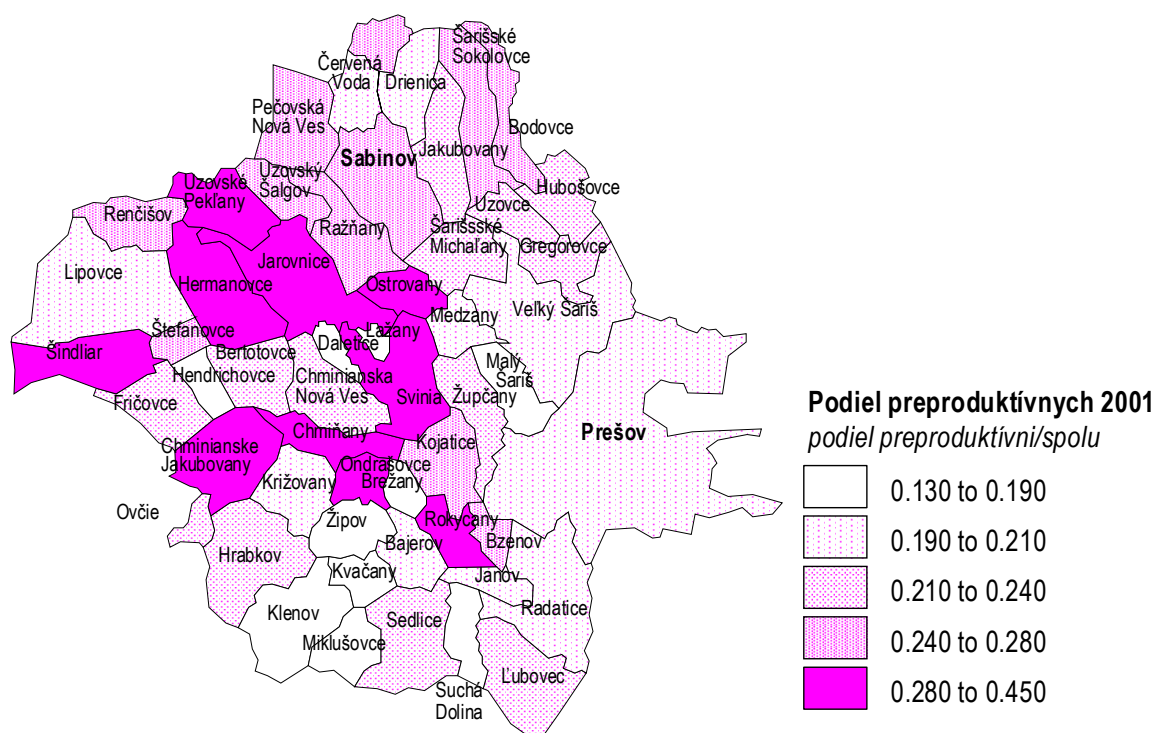 Šarišské
Sokolovce
Červená
Voda
Drienica
Pečovská
Nová Ves
Bodovce
Sabinov
Jakubovany
Uzovský
Šalgov
Hubošovce
Uzovské
Pekľany
Uzovce
Renčišov
Ražňany
Šarišsské
Michaľany
Gregorovce
Jarovnice
Lipovce
Hermanovce
Ostrovany
Medzany
Veľký Šariš
Štefanovce
Lažany
Daletice
Šindliar
Bertotovce
Malý
Šariš
Hendrichovce
Chminianska
Nová Ves
Svinia
Župčany
Fričovce
Chmiňany
Prešov
Kojatice
Chminianske
Jakubovany
Ondrašovce
Brežany
Križovany
Ovčie
Žipov
Rokycany
Bajerov
Bzenov
Hrabkov
Kvačany
Janov
Klenov
Sedlice
Radatice
Miklušovce
Ľubovec
Suchá
Dolina
Podiel preproduktívnych 2001
podiel preproduktívni/spolu
0.130 to 0.190
0.190 to 0.210
0.210 to 0.240
0.240 to 0.280
0.280 to 0.450